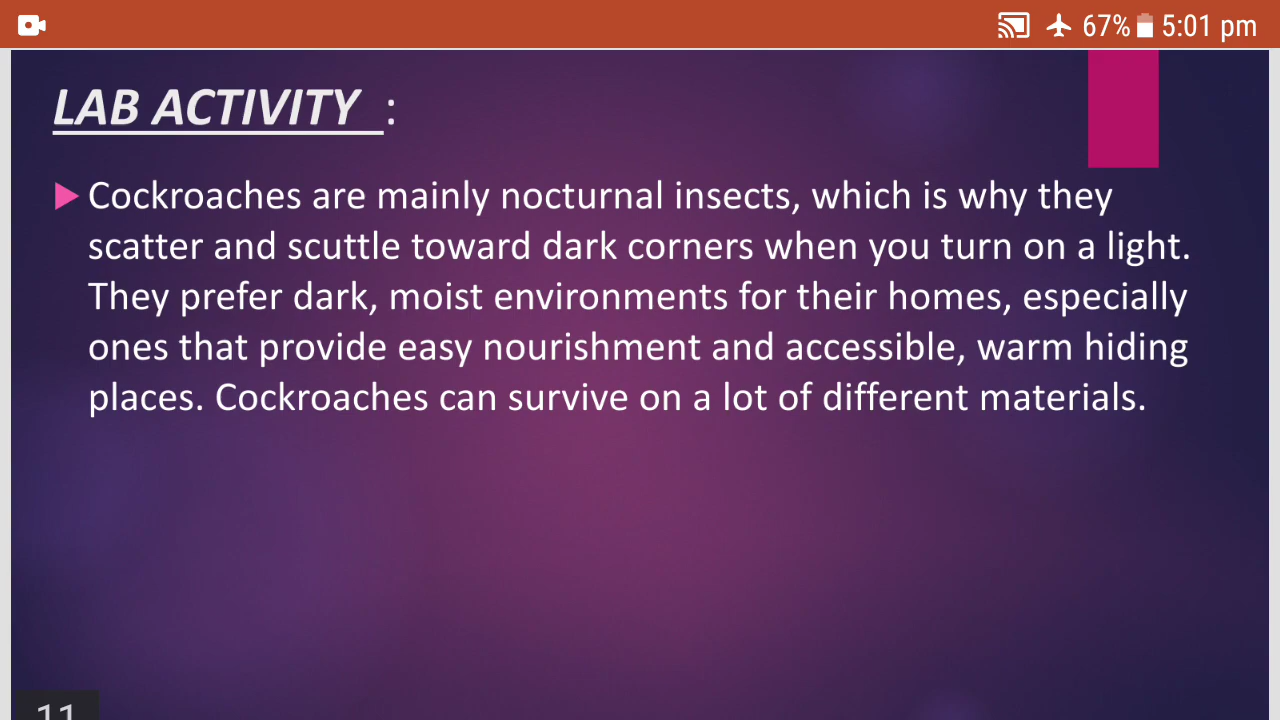 67% 5:01 pm
LAB ACTIVITY :
Cockroaches are mainly nocturnal insects, which is why they
scatter and scuttle toward dark corners when you turn on a light.
They prefer dark, moist environments for their homes, especially
ones that provide easy nourishment and accessible, warm hiding
places. Cockroaches can survive on a lot of different materials.
11